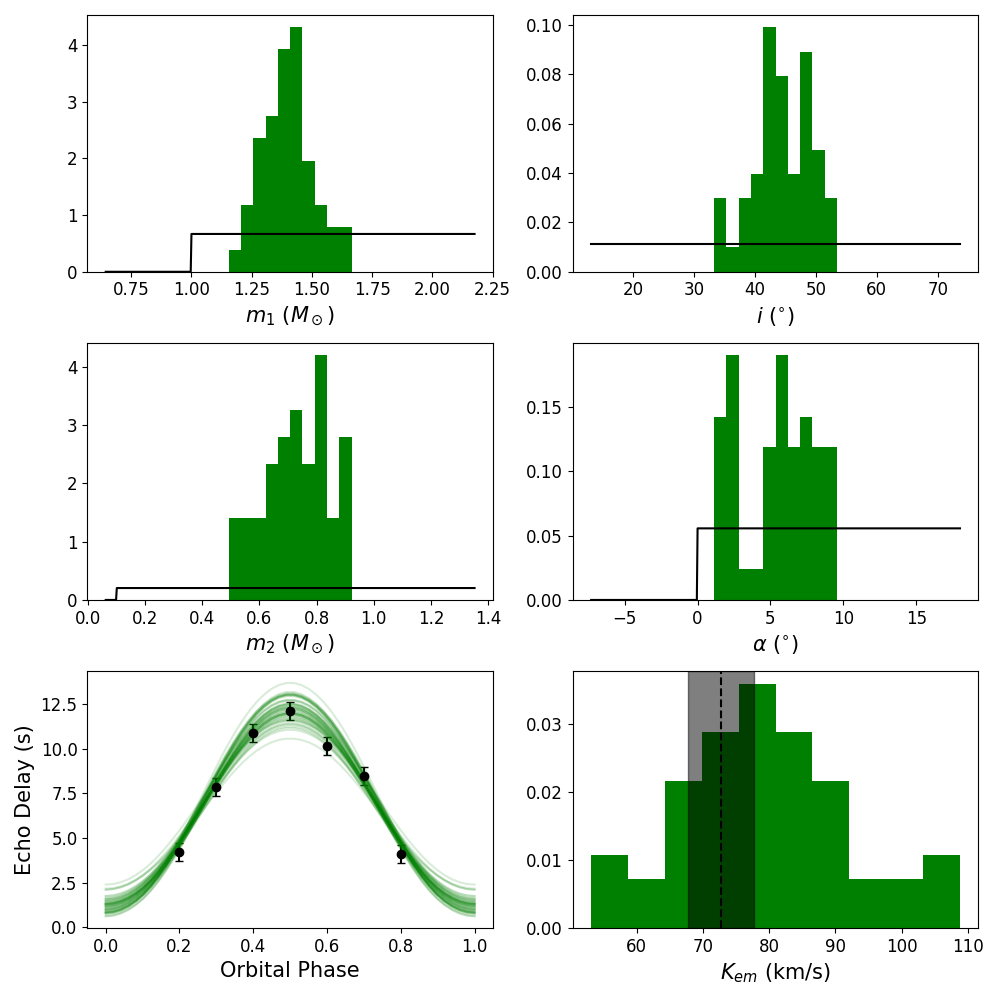 4
3
2
1
0
0.75 1.00 1.25 1.50 1.75 2.00 2.25
m₁ (M_⊙)
0.10
0.08
0.06
0.04
0.02
0.00
20 30 40 50 60 70
i (°)
4
3
2
1
0
0.0 0.2 0.4 0.6 0.8 1.0 1.2 1.4
m₂ (M_⊙)
0.15
0.10
0.05
0.00
−5 0 5 10 15
α (°)
Echo Delay (s)
12.5
10.0
7.5
5.0
2.5
0.0
0.0 0.2 0.4 0.6 0.8 1.0
Orbital Phase
0.03
0.02
0.01
0.00
60 70 80 90 100 110
K_em (km/s)